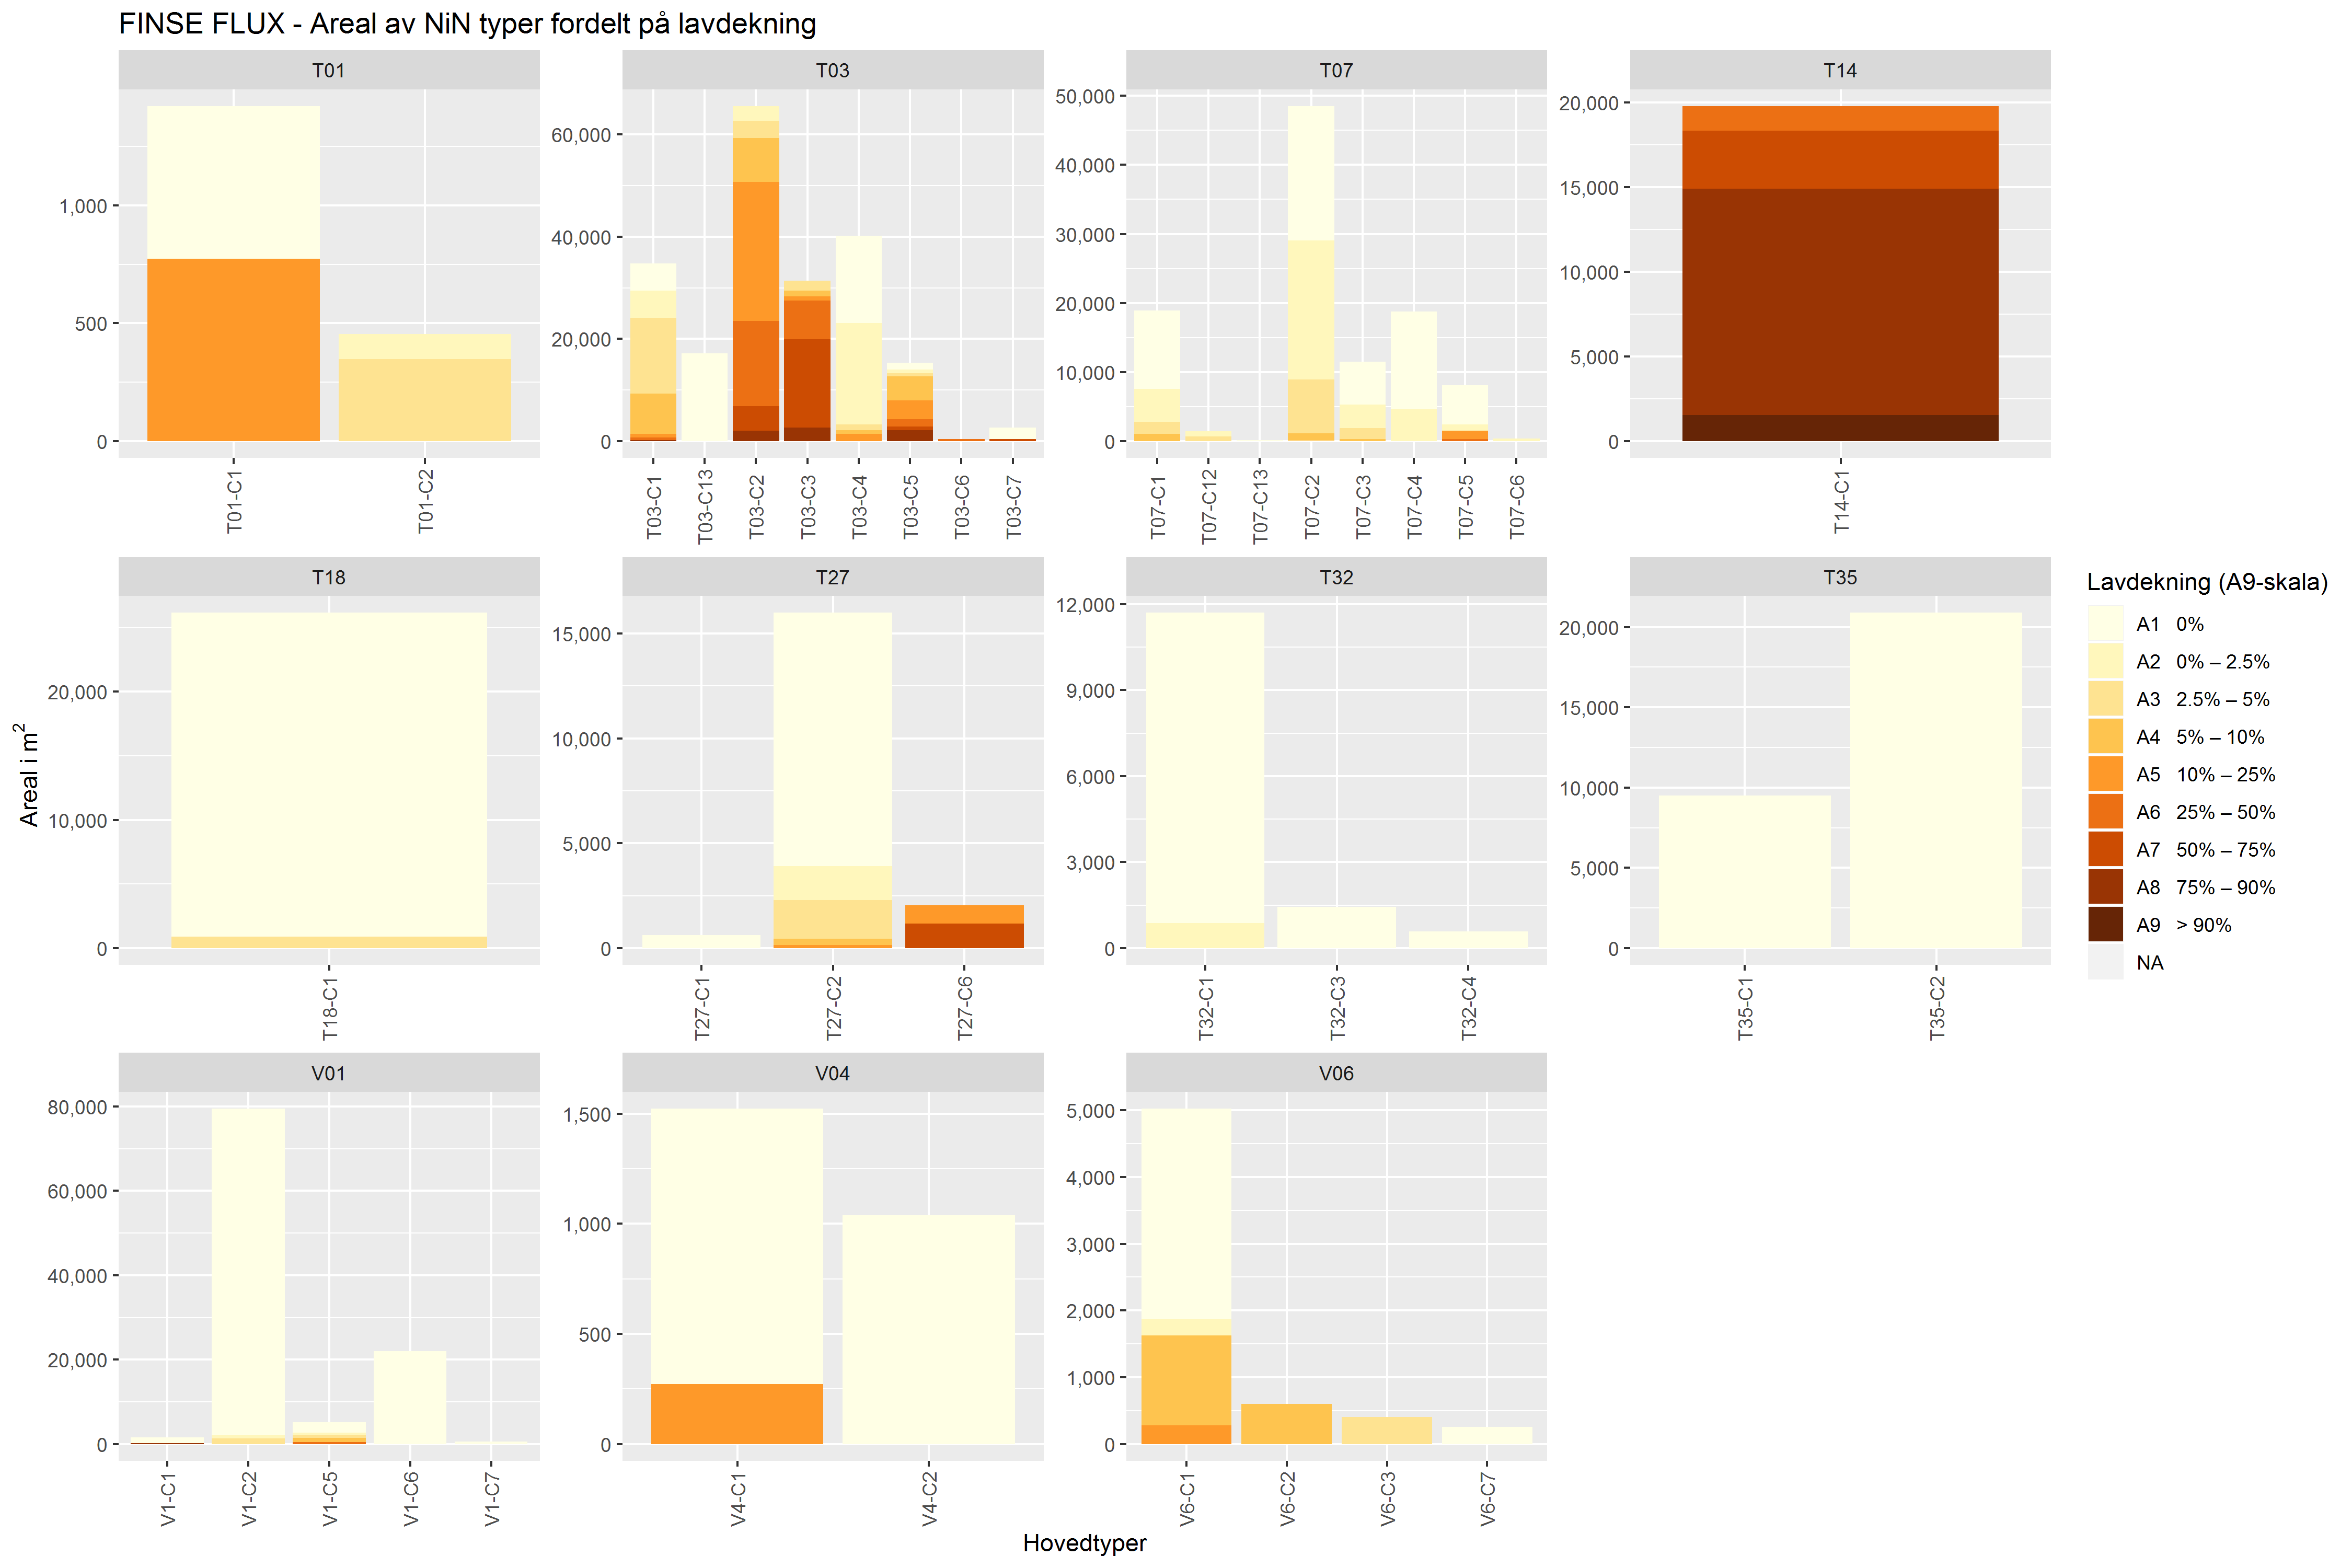 FINSE FLUX - Areal av NiN typer fordelt på lavdekning
T01
T03
T07
T14
1,000
500
0
60,000
40,000
20,000
0
50,000
40,000
30,000
20,000
10,000
0
20,000
15,000
10,000
5,000
0
T01-C1
T01-C2
T03-C1
T03-C13
T03-C2
T03-C3
T03-C4
T03-C5
T03-C6
T03-C7
T07-C1
T07-C12
T07-C13
T07-C2
T07-C3
T07-C4
T07-C5
T07-C6
T14-C1
T18
T27
T32
T35
20,000
10,000
0
15,000
10,000
5,000
0
12,000
9,000
6,000
3,000
0
20,000
15,000
10,000
5,000
0
T18-C1
T27-C1
T27-C2
T27-C6
T32-C1
T32-C3
T32-C4
T35-C1
T35-C2
Areal i m²
Lavdekning (A9-skala)
A1 0%
A2 0% – 2.5%
A3 2.5% – 5%
A4 5% – 10%
A5 10% – 25%
A6 25% – 50%
A7 50% – 75%
A8 75% – 90%
A9 > 90%
NA
V01
V04
V06
80,000
60,000
40,000
20,000
0
1,500
1,000
500
0
5,000
4,000
3,000
2,000
1,000
0
V1-C1
V1-C2
V1-C5
V1-C6
V1-C7
V4-C1
V4-C2
V6-C1
V6-C2
V6-C3
V6-C7
Hovedtyper